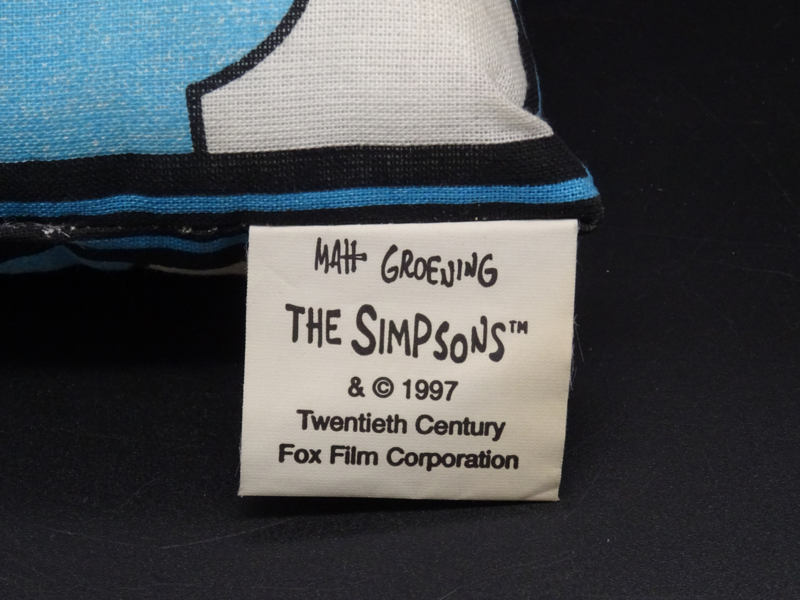 MATT GROENING
THE SIMPSONS™
& © 1997
Twentieth Century
Fox Film Corporation